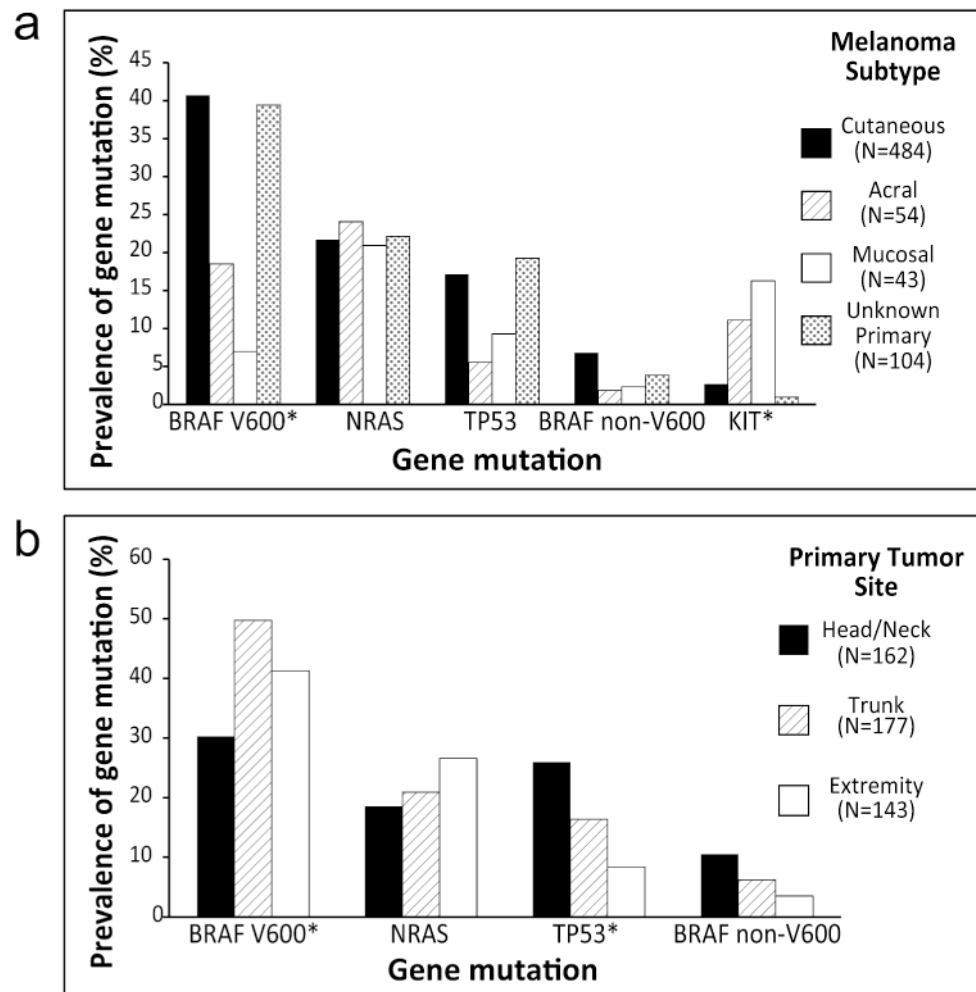 a
Prevalence of gene mutation (%)
45
40
35
30
25
20
15
10
5
0
BRAF V600* NRAS TP53 BRAF non-V600 KIT*
Gene mutation
Melanoma
Subtype
Cutaneous
(N=484)
Acral
(N=54)
Mucosal
(N=43)
Unknown
Primary
(N=104)
b
Prevalence of gene mutation (%)
60
50
40
30
20
10
0
BRAF V600* NRAS TP53* BRAF non-V600
Gene mutation
Primary Tumor
Site
Head/Neck
(N=162)
Trunk
(N=177)
Extremity
(N=143)